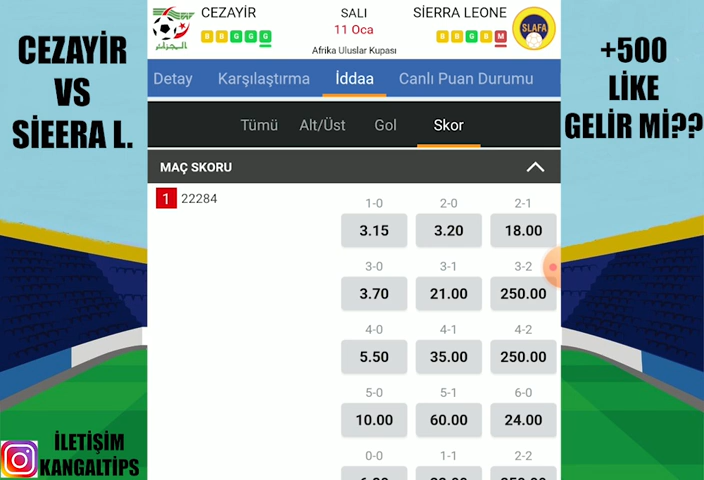 CEZAYİR
VS
SİEERA L.
+500
LİKE
GELİR Mİ??
İLETİŞİM
KANGALTİPS
CEZAYİR
B B G G G
SALI
11 Oca
Afrika Uluslar Kupası
SİERRA LEONE
B B G B M
SLAFA
Detay Karşılaştırma İddaa Canlı Puan Durumu
Tümü Alt/Üst Gol Skor
MAÇ SKORU
1 22284
1-0 2-0 2-1
3.15 3.20 18.00
3-0 3-1 3-2
3.70 21.00 250.00
4-0 4-1 4-2
5.50 35.00 250.00
5-0 5-1 6-0
10.00 60.00 24.00
0-0 1-1 2-2